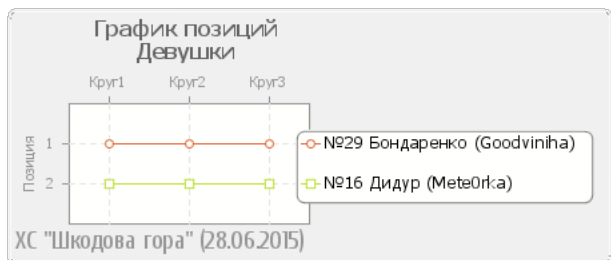 График позиций
Девушки
Круг1 Круг2 Круг3
Позиция
1
2
№29 Бондаренко (Goodviniha)
№16 Дидур (Mete0rka)
ХС "Шкодова гора" (28.06.2015)